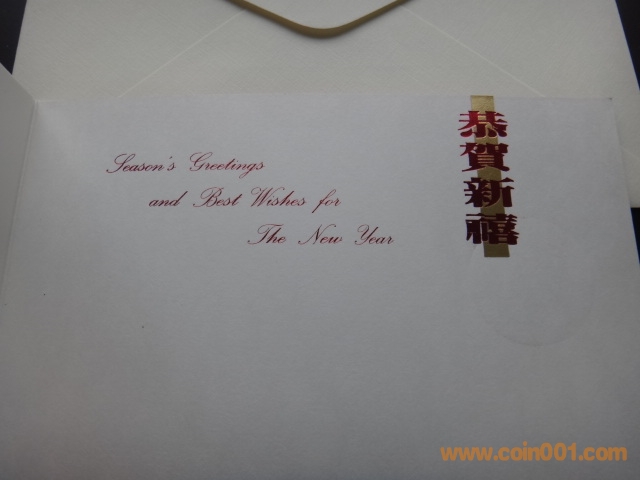 Season's Greetings
and Best Wishes for
The New Year
恭賀新禧
www.coin001.com